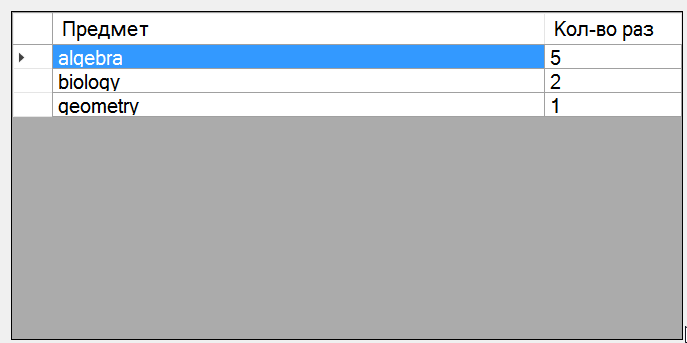 Предмет Кол-во раз
algebra 5
biology 2
geometry 1